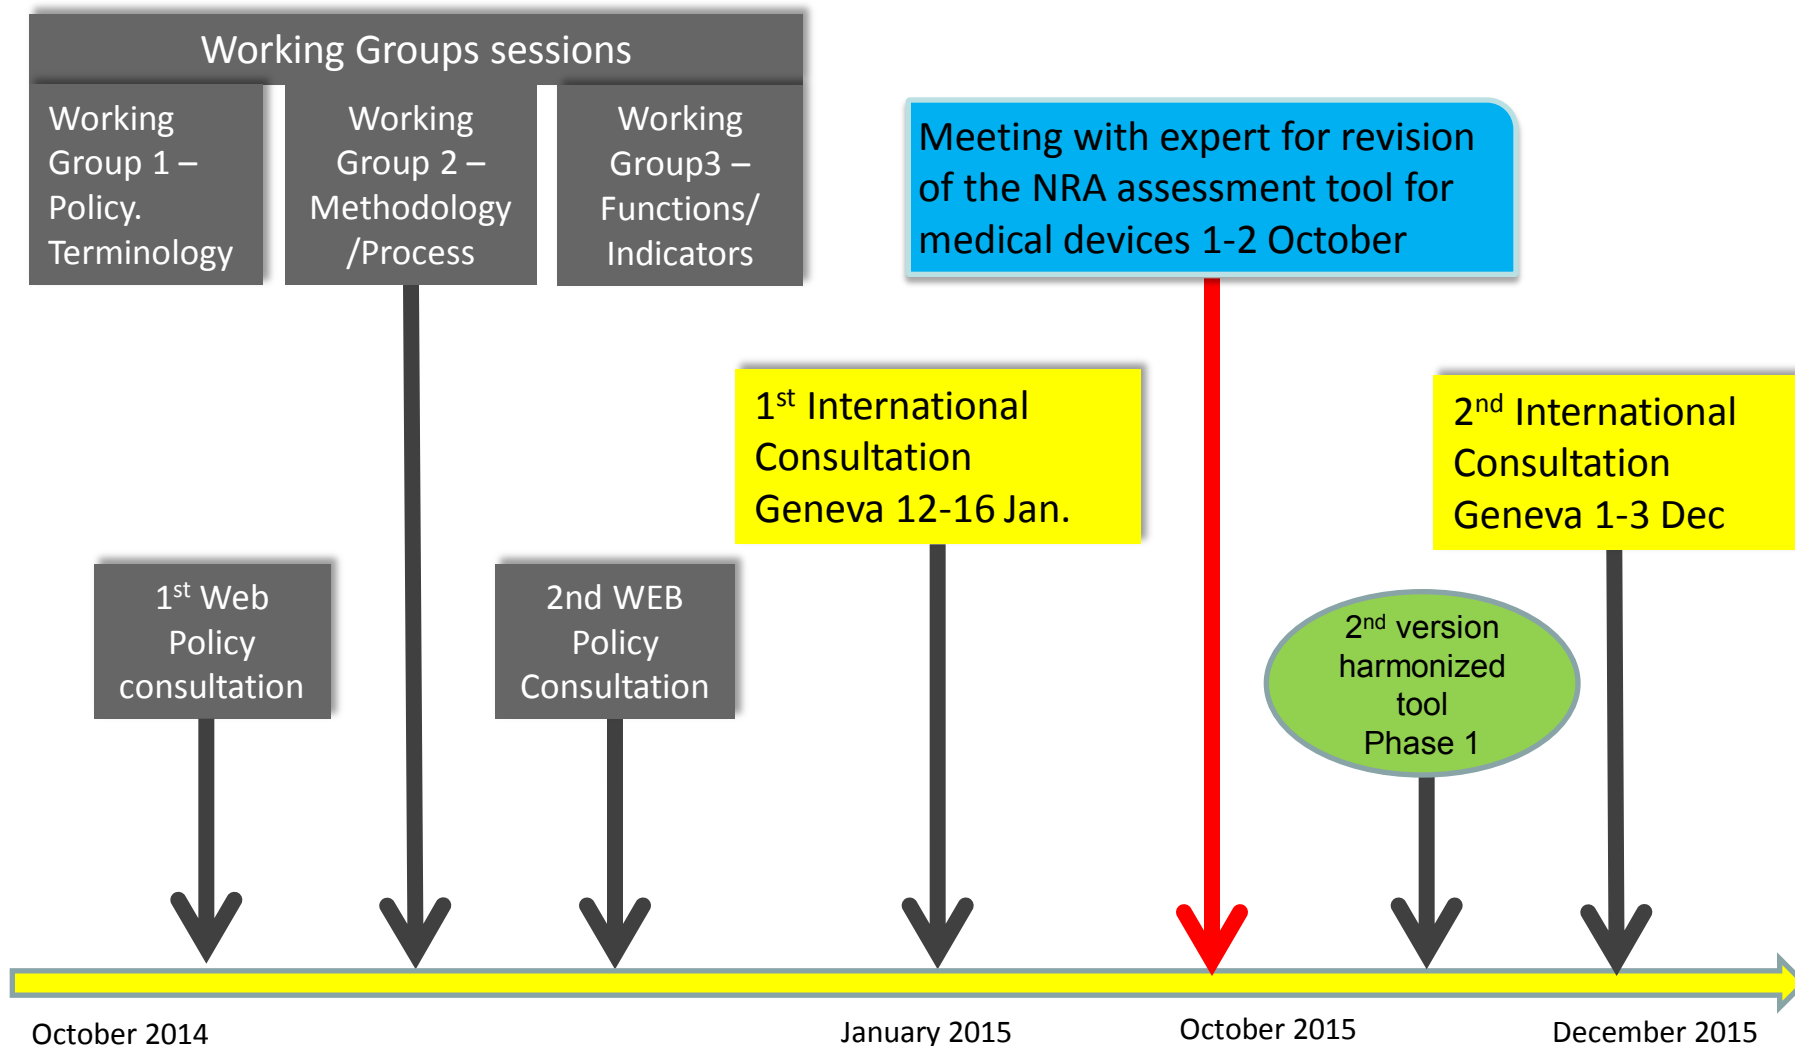 Working Groups sessions
Working
Group 1 –
Policy.
Terminology
Working
Group 2 –
Methodology
/Process
Working
Group3 –
Functions/
Indicators
Meeting with expert for revision
of the NRA assessment tool for
medical devices 1-2 October
1st International
Consultation
Geneva 12-16 Jan.
2nd International
Consultation
Geneva 1-3 Dec
1st Web
Policy
consultation
2nd WEB
Policy
Consultation
2nd version
harmonized
tool
Phase 1
October 2014
January 2015
October 2015
December 2015